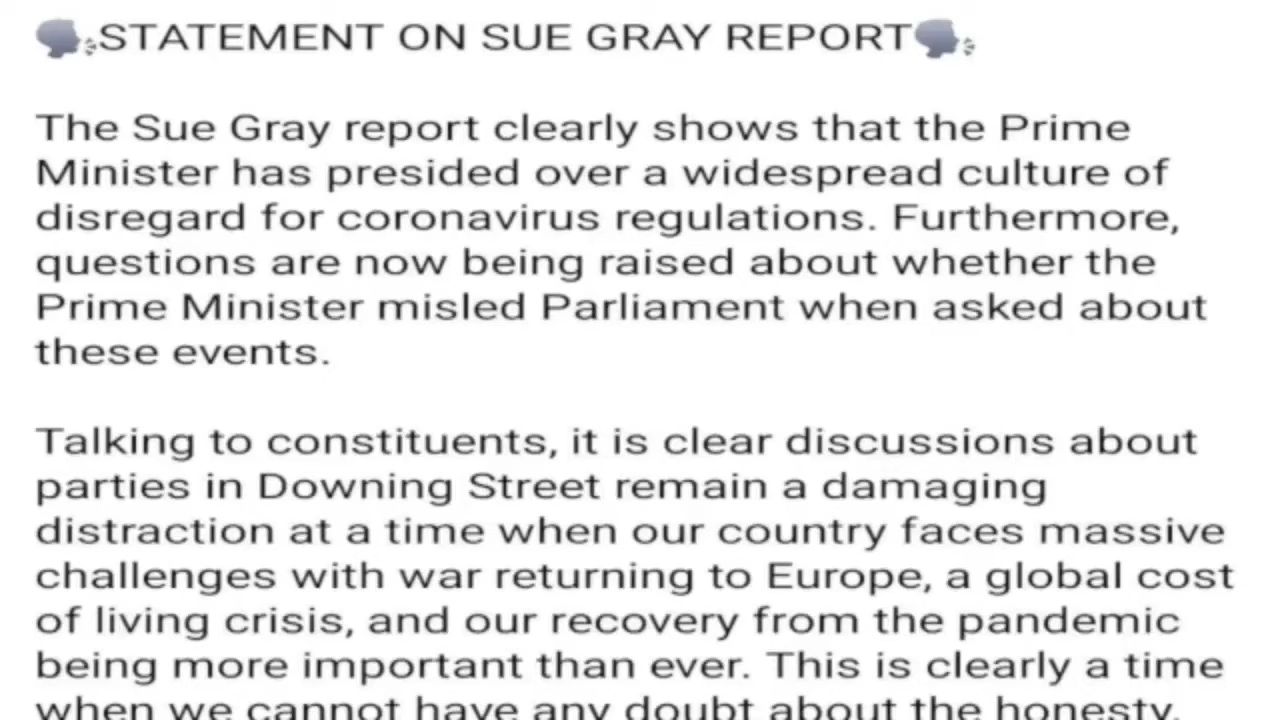 🗣STATEMENT ON SUE GRAY REPORT🗣
The Sue Gray report clearly shows that the Prime
Minister has presided over a widespread culture of
disregard for coronavirus regulations. Furthermore,
questions are now being raised about whether the
Prime Minister misled Parliament when asked about
these events.
Talking to constituents, it is clear discussions about
parties in Downing Street remain a damaging
distraction at a time when our country faces massive
challenges with war returning to Europe, a global cost
of living crisis, and our recovery from the pandemic
being more important than ever. This is clearly a time
when we cannot have any doubt about the honesty,